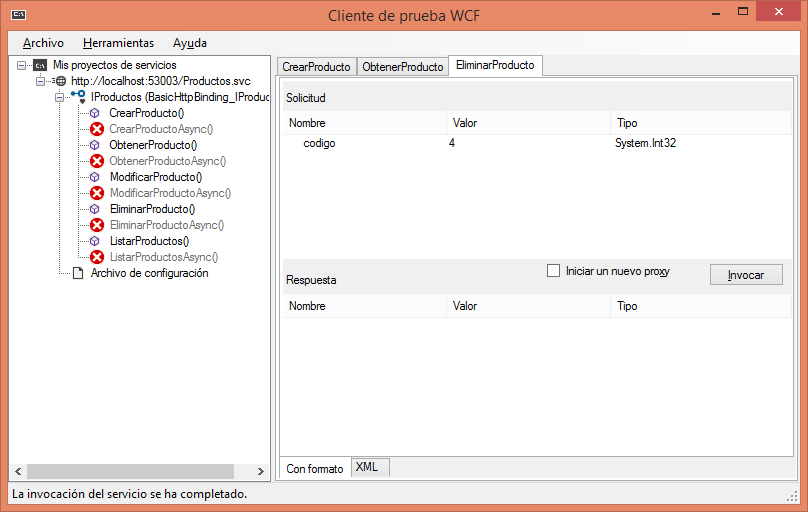 Cliente de prueba WCF
Archivo Herramientas Ayuda
Mis proyectos de servicios
http://localhost:53003/Productos.svc
IProductos (BasicHttpBinding_IProduc
CrearProducto()
CrearProductoAsync()
ObtenerProducto()
ObtenerProductoAsync()
ModificarProducto()
ModificarProductoAsync()
EliminarProducto()
EliminarProductoAsync()
ListarProductos()
ListarProductosAsync()
Archivo de configuración
CrearProducto ObtenerProducto EliminarProducto
Solicitud
Nombre Valor Tipo
codigo 4 System.Int32
Respuesta Iniciar un nuevo proxy Invocar
Nombre Valor Tipo
Con formato XML
La invocación del servicio se ha completado.